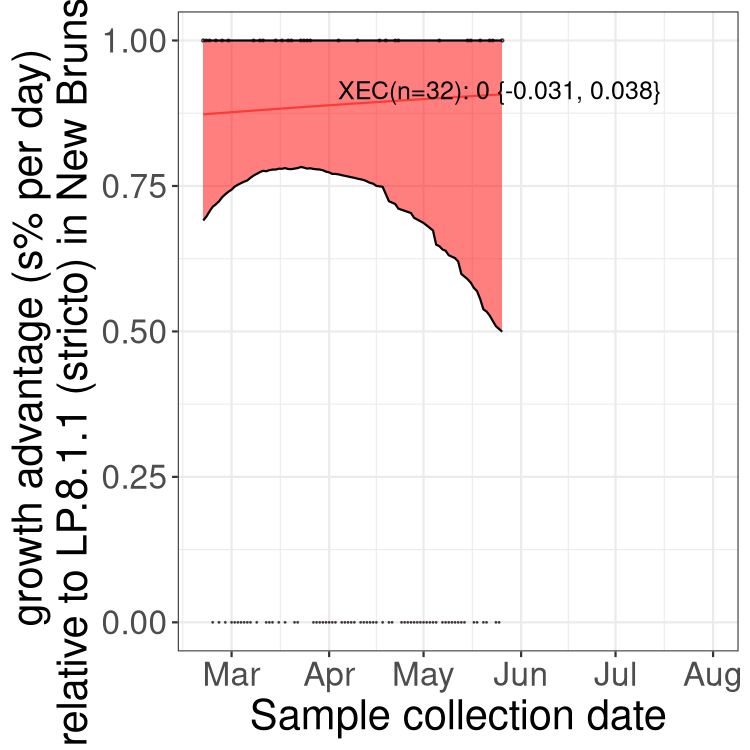 growth advantage (s% per day)
relative to LP.8.1.1 (stricto) in New Bruns
1.00
0.75
0.50
0.25
0.00
XEC(n=32): 0 {-0.031, 0.038}
Mar Apr May Jun Jul Aug
Sample collection date